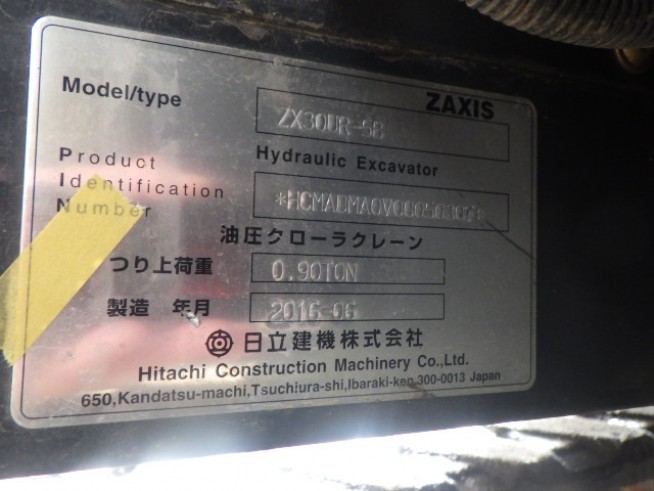 ZAXIS
Model/type
ZX30UR-5B
Hydraulic Excavator
Product
Identification
Number
油圧クローラクレーン
つり上荷重 0.90TON
製造 年月 2016-06
日立建機株式会社
Hitachi Construction Machinery Co.,Ltd.
650,Kandatsu-machi,Tsuchiura-shi,Ibaraki-ken,300-0013 Japan